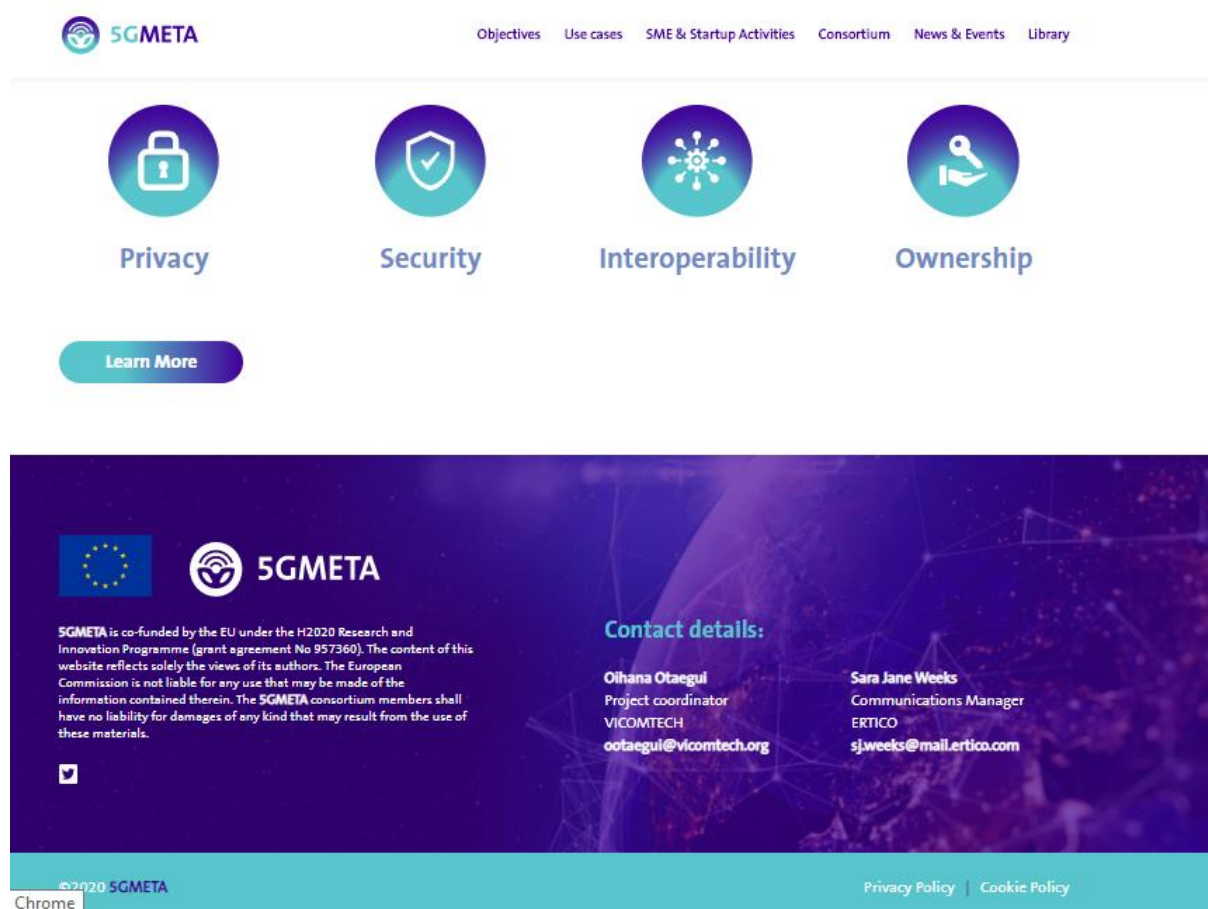 5GMETA
Objectives Use cases SME & Startup Activities Consortium News & Events Library
Privacy Security Interoperability Ownership
Learn More
5GMETA
5GMETA is co-funded by the EU under the H2020 Research and
Innovation Programme (grant agreement No 957360). The content of this
website reflects solely the views of its authors. The European
Commission is not liable for any use that may be made of the
information contained therein. The 5GMETA consortium members shall
have no liability for damages of any kind that may result from the use of
these materials.
Contact details:
Oihana Otaegui
Project coordinator
VICOMTECH
ootaegui@vicomtech.org
Sara Jane Weeks
Communications Manager
ERTICO
sj.weeks@mail.ertico.com
©2020 5GMETA
Privacy Policy | Cookie Policy
Chrome